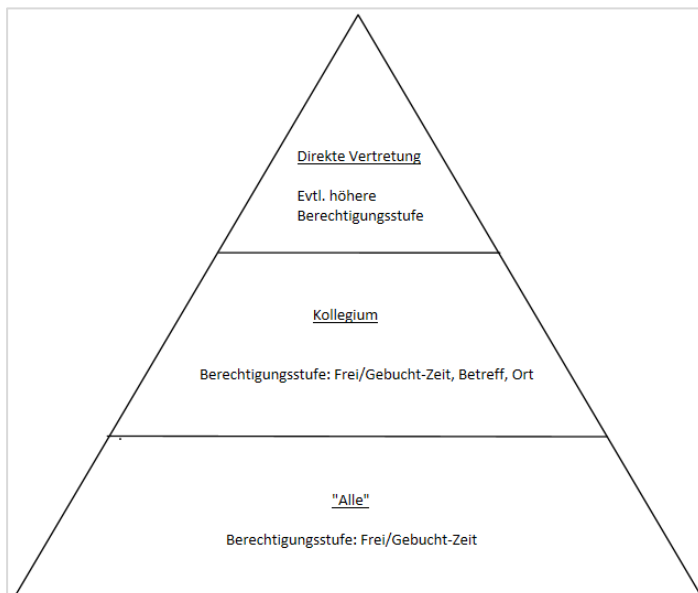 Direkte Vertretung
Evtl. höhere
Berechtigungsstufe
Kollegium
Berechtigungsstufe: Frei/Gebucht-Zeit, Betreff, Ort
"Alle"
Berechtigungsstufe: Frei/Gebucht-Zeit